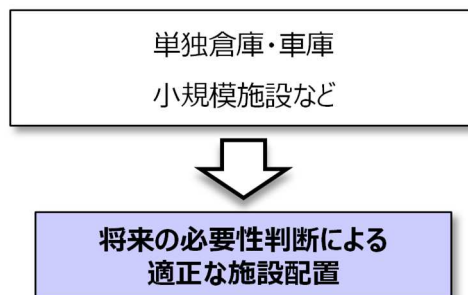 単独倉庫・車庫
小規模施設など
将来の必要性判断による
適正な施設配置